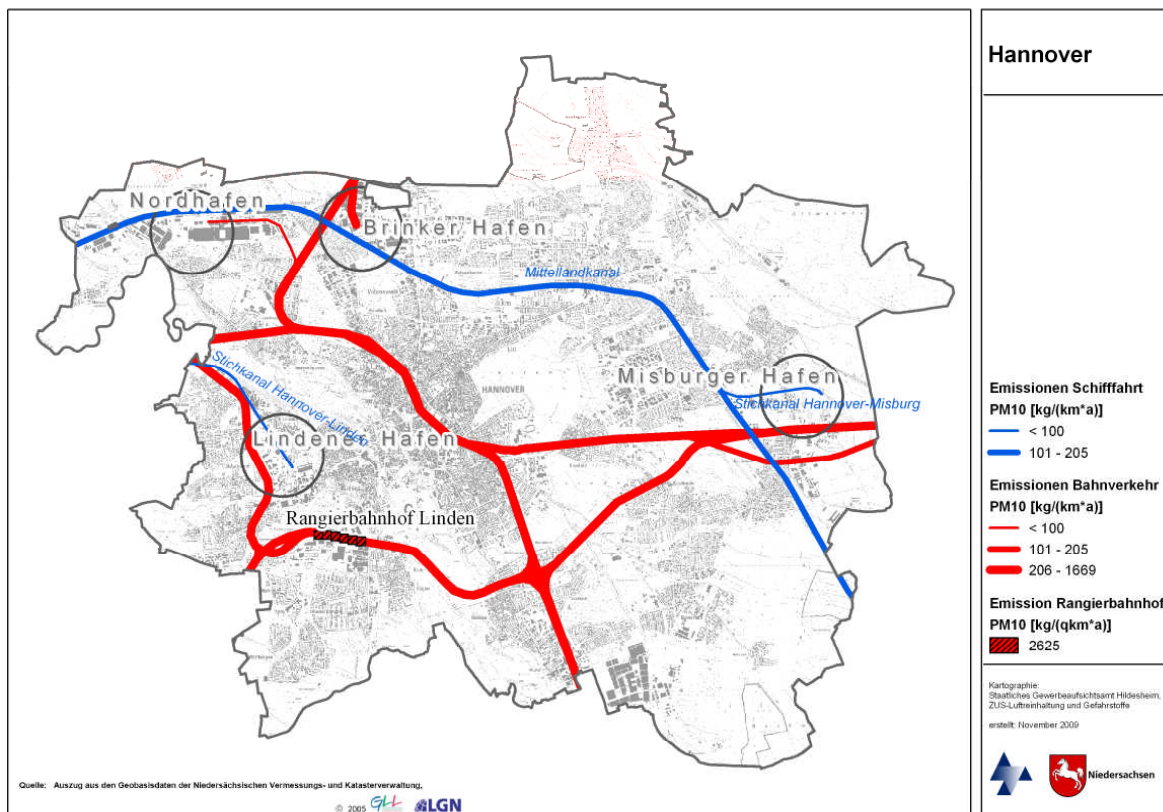 Hannover
Nordhafen
Brinker Hafen
Mittellandkanal
Stichkanal Hannover-Linden
HANNOVER
Misburger Hafen
Stichkanal Hannover-Misburg
Lindener Hafen
Rangierbahnhof Linden
Emissionen Schifffahrt
PM10 [kg/(km*a)]
< 100
101 - 205
Emissionen Bahnverkehr
PM10 [kg/(km*a)]
< 100
101 - 205
206 - 1669
Emission Rangierbahnhof
PM10 [kg/(qkm*a)]
2625
Kartographie:
Staatliches Gewerbeaufsichtsamt Hildesheim,
ZUS-Luftreinhaltung und Gefahrstoffe
erstellt: November 2009
Niedersachsen
Quelle: Auszug aus den Geobasisdaten der Niedersächsischen Vermessungs- und Katasterverwaltung,
© 2005 GLL LGN